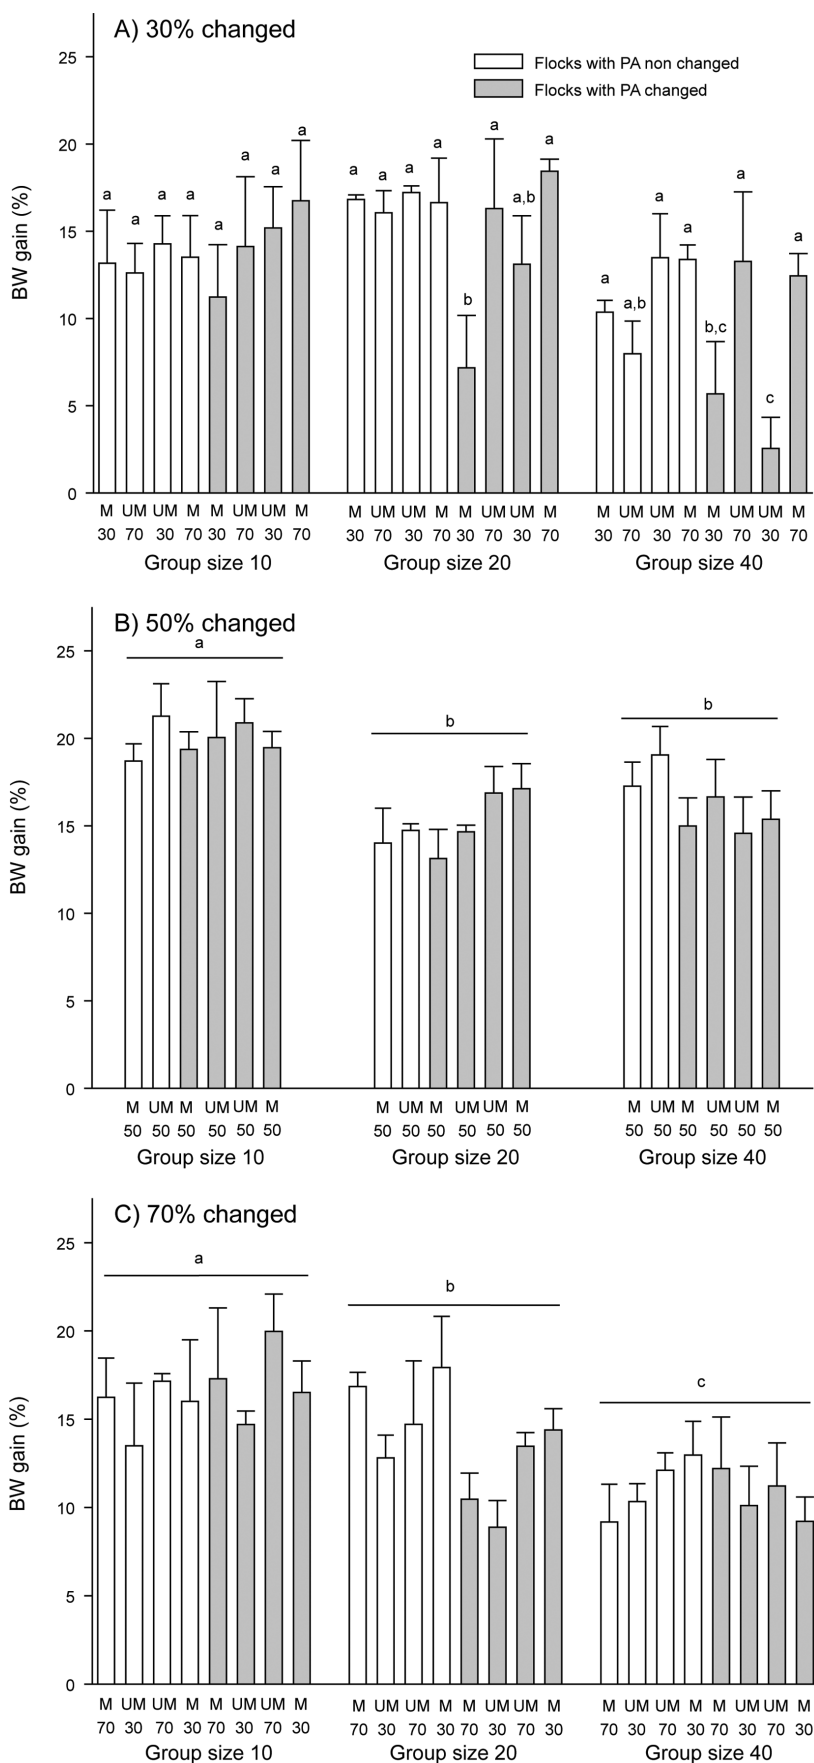 A) 30% changed
25
Flocks with PA non changed
Flocks with PA changed
20
15
10
5
0
BW gain (%)
a a a a a a a a
a a a a b a a,b a
a a,b a a b,c a c a
M UM UM M M UM UM M
30 70 30 70 30 70 30 70
Group size 10
M UM UM M M UM UM M
30 70 30 70 30 70 30 70
Group size 20
M UM UM M M UM UM M
30 70 30 70 30 70 30 70
Group size 40
B) 50% changed
25
20
15
10
5
0
BW gain (%)
a
b
b
M UM M UM UM M
50 50 50 50 50 50
Group size 10
M UM M UM UM M
50 50 50 50 50 50
Group size 20
M UM M UM UM M
50 50 50 50 50 50
Group size 40
C) 70% changed
25
20
15
10
5
0
BW gain (%)
a
b
c
M UM UM M M UM UM M
70 30 70 30 70 30 70 30
Group size 10
M UM UM M M UM UM M
70 30 70 30 70 30 70 30
Group size 20
M UM UM M M UM UM M
70 30 70 30 70 30 70 30
Group size 40